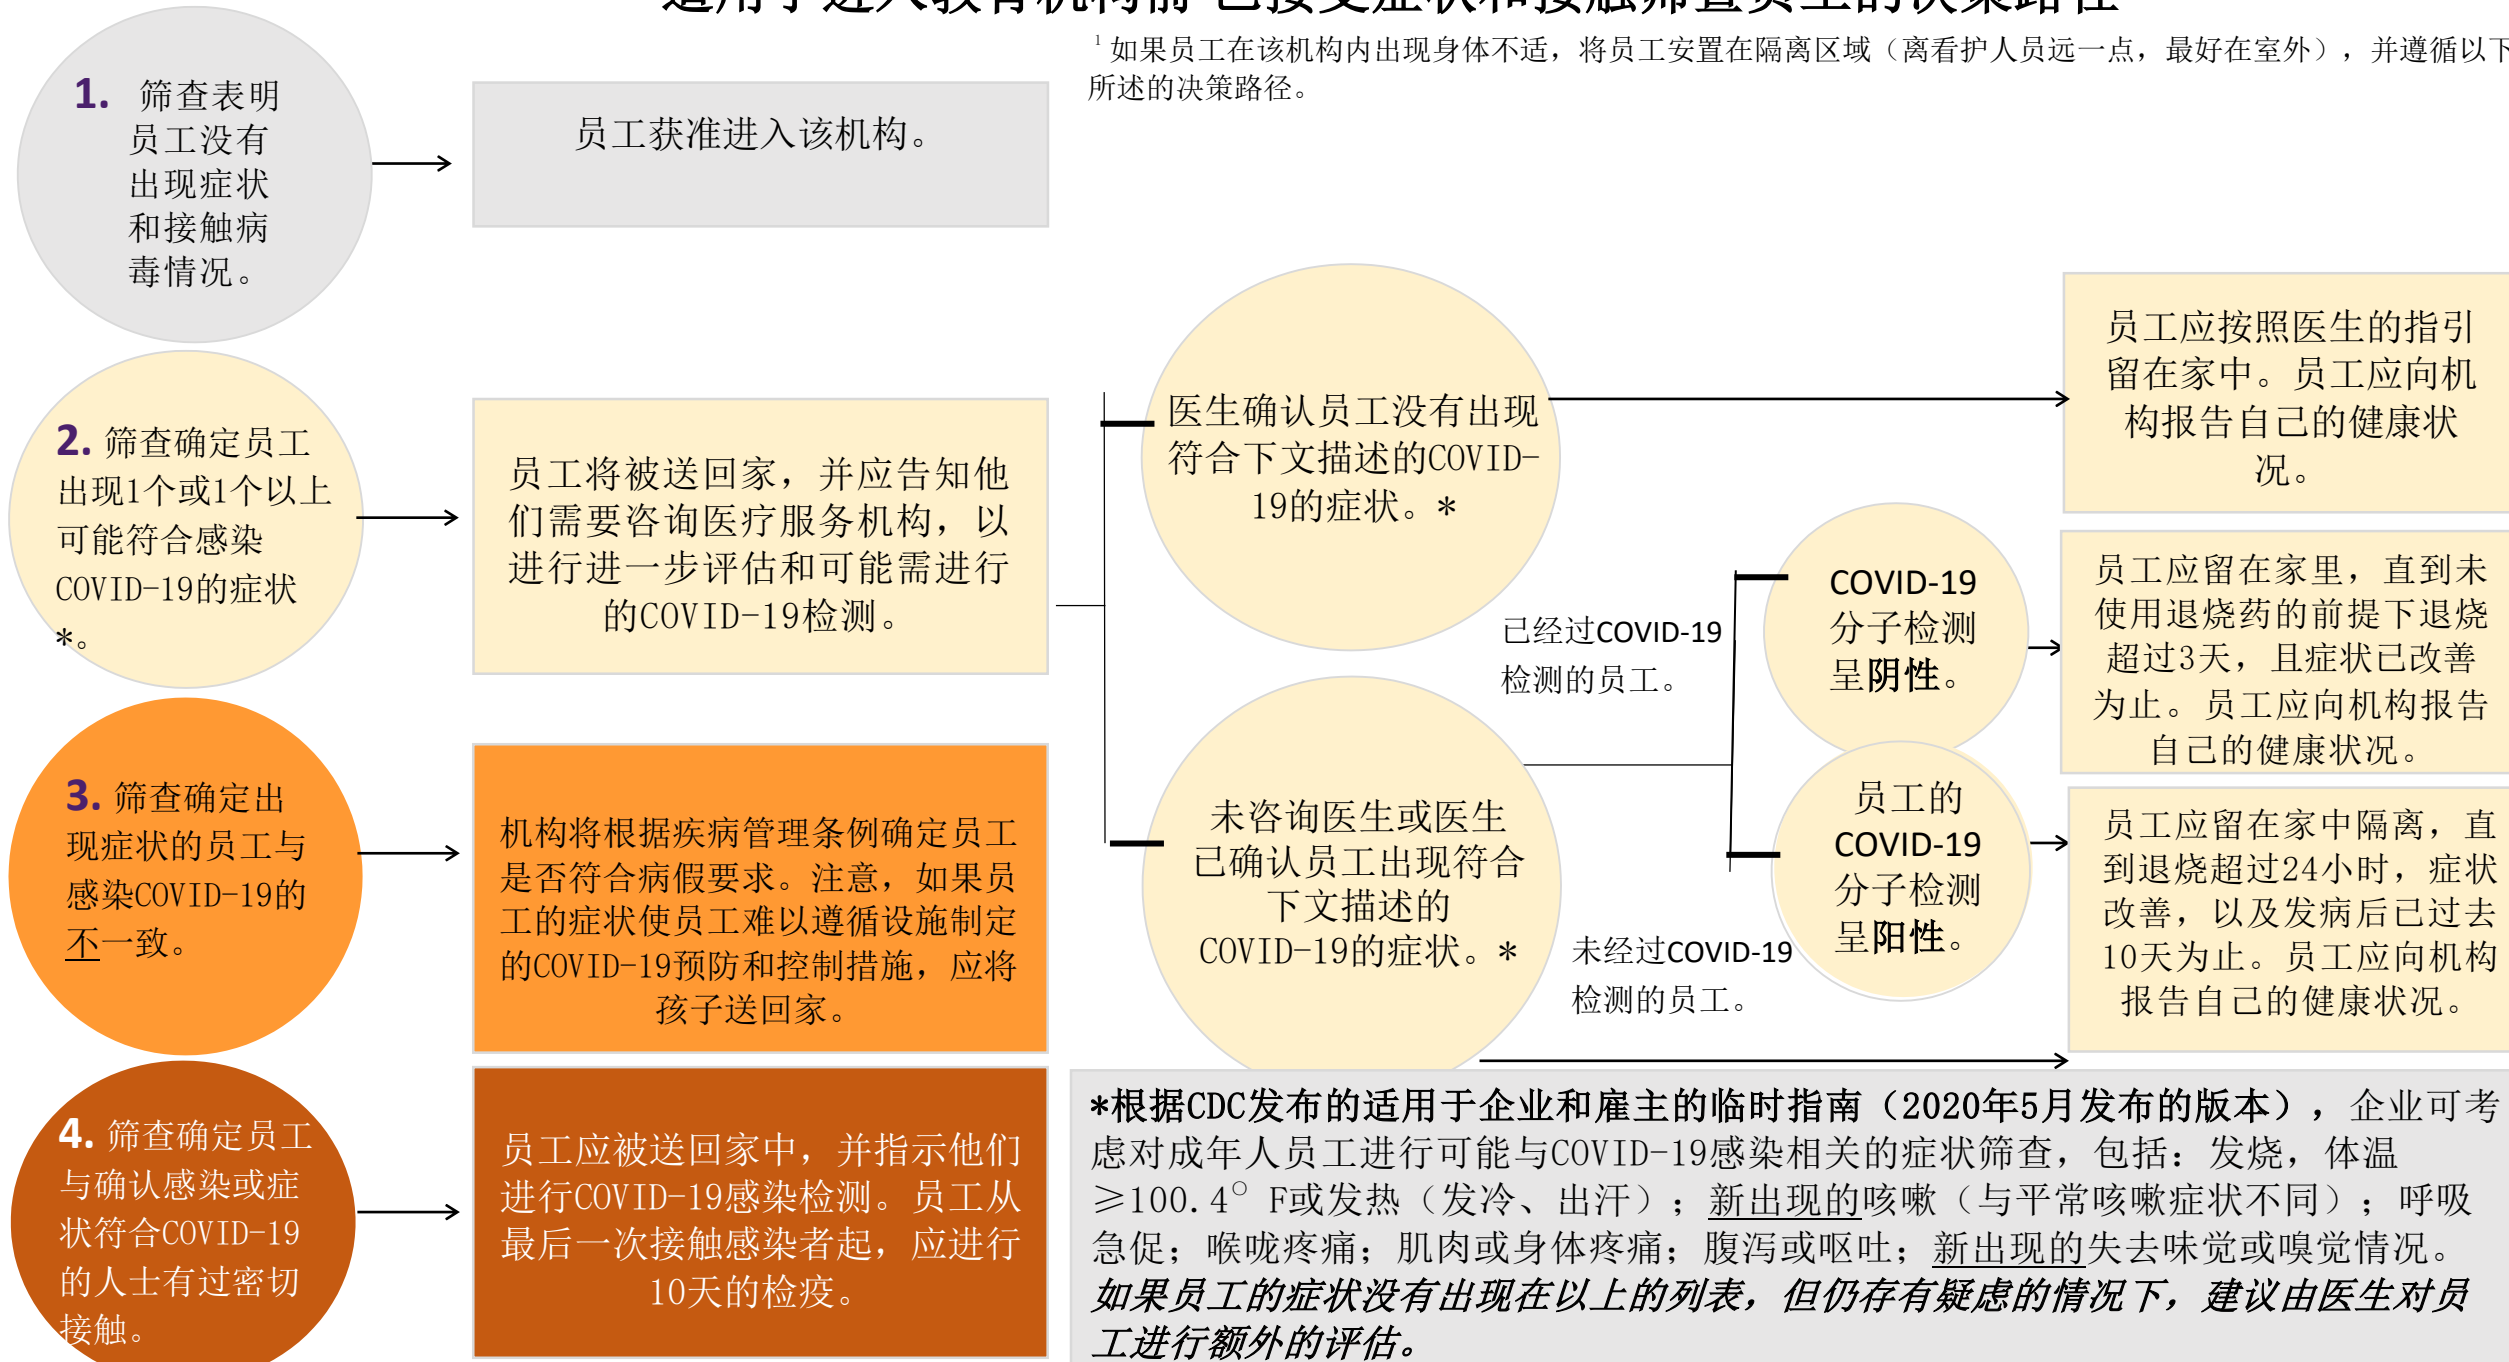 适用于进入教育机构前 已接受症状和接触筛查员工的决策路径
1 如果员工在该机构内出现身体不适，将员工安置在隔离区域（离看护人员远一点，最好在室外），并遵循以下
所述的决策路径。
1. 筛查表明
员工没有
出现症状
和接触病
毒情况。
员工获准进入该机构。
2. 筛查确定员工
出现1个或1个以上
可能符合感染
COVID-19的症状
*。
员工将被送回家，并应告知他
们需要咨询医疗服务机构，以
进行进一步评估和可能需进行
的COVID-19检测。
医生确认员工没有出现
符合下文描述的COVID-
19的症状。*
员工应按照医生的指引
留在家中。员工应向机
构报告自己的健康状
况。
未咨询医生或医生
已确认员工出现符合
下文描述的
COVID-19的症状。*
已经过COVID-19
检测的员工。
COVID-19
分子检测
呈阴性。
员工应留在家里，直到未
使用退烧药的前提下退烧
超过3天，且症状已改善
为止。员工应向机构报告
自己的健康状况。
员工的
COVID-19
分子检测
呈阳性。
未经过COVID-19
检测的员工。
员工应留在家中隔离，直
到退烧超过24小时，症状
改善，以及发病后已过去
10天为止。员工应向机构
报告自己的健康状况。
3. 筛查确定出
现症状的员工与
感染COVID-19的
不一致。
机构将根据疾病管理条例确定员工
是否符合病假要求。注意，如果员
工的症状使员工难以遵循设施制定
的COVID-19预防和控制措施，应将
孩子送回家。
4. 筛查确定员工
与确认感染或症
状符合COVID-19
的人士有过密切
接触。
员工应被送回家中，并指示他们
进行COVID-19感染检测。员工从
最后一次接触感染者起，应进行
10天的检疫。
*根据CDC发布的适用于企业和雇主的临时指南（2020年5月发布的版本），企业可考
虑对成年人员工进行可能与COVID-19感染相关的症状筛查，包括：发烧，体温
≥100.4° F或发热（发冷、出汗）；新出现的咳嗽（与平常咳嗽症状不同）；呼吸
急促；喉咙疼痛；肌肉或身体疼痛；腹泻或呕吐；新出现的失去味觉或嗅觉情况。
如果员工的症状没有出现在以上的列表，但仍存有疑虑的情况下，建议由医生对员
工进行额外的评估。